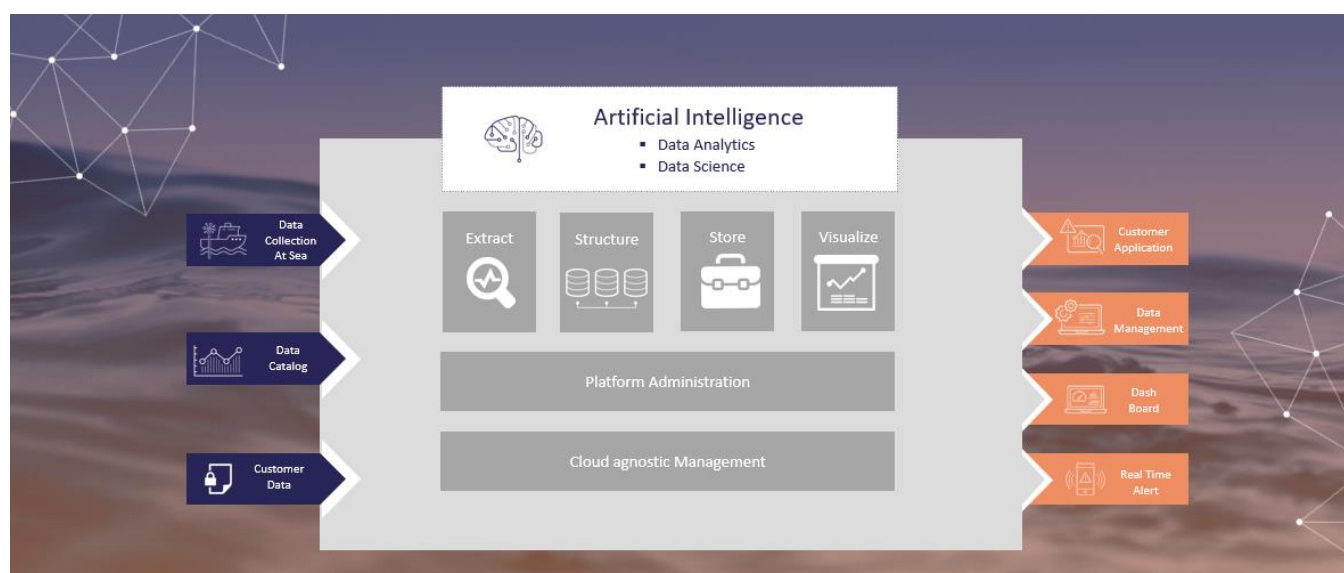 Artificial Intelligence
▪ Data Analytics
▪ Data Science
Data
Collection
At Sea
Data
Catalog
Customer
Data
Extract
Structure
Store
Visualize
Platform Administration
Cloud agnostic Management
Customer
Application
Data
Management
Dash
Board
Real Time
Alert